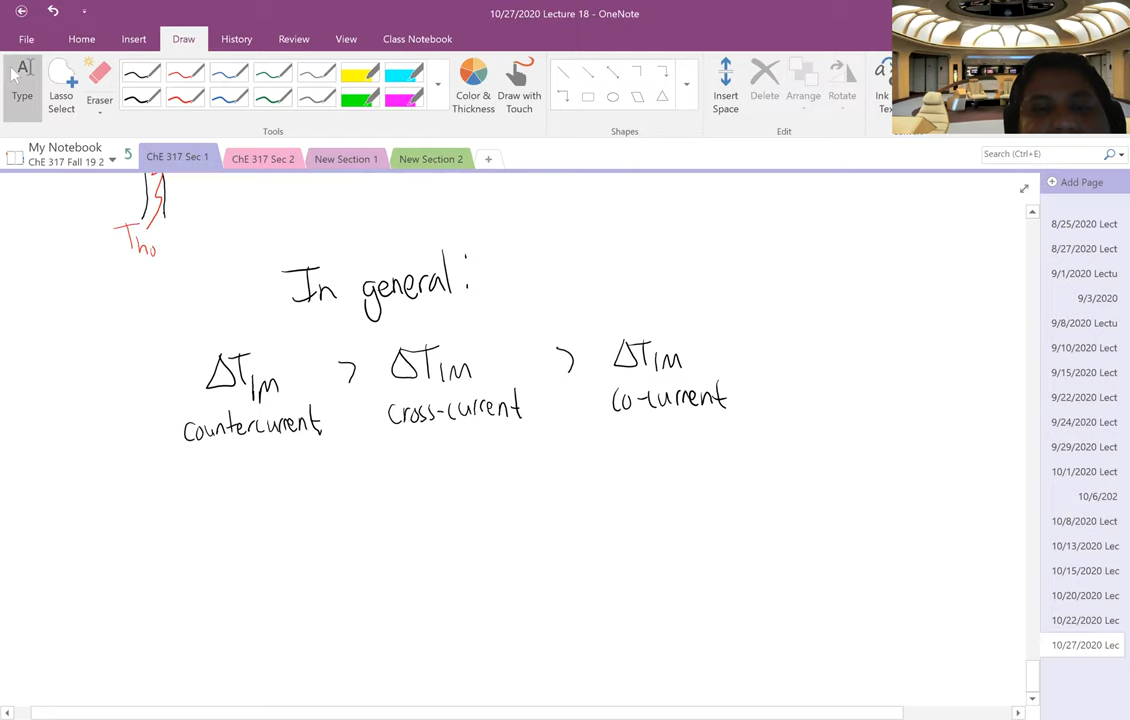 10/27/2020 Lecture 18 - OneNote
File Home Insert Draw History Review View Class Notebook
Type Lasso Select Eraser Color & Thickness Draw with Touch Insert Space Delete Arrange Rotate Ink
Tools Shapes Edit
My Notebook
ChE 317 Fall 19 2
ChE 317 Sec 1 ChE 317 Sec 2 New Section 1 New Section 2 +
Search (Ctrl+E)
Add Page
8/25/2020 Lect
8/27/2020 Lect
9/1/2020 Lectu
9/3/2020
9/8/2020 Lectu
9/10/2020 Lect
9/15/2020 Lect
9/22/2020 Lect
9/24/2020 Lect
9/29/2020 Lect
10/1/2020 Lect
10/6/202
10/8/2020 Lect
10/13/2020 Lec
10/15/2020 Lec
10/20/2020 Lec
10/22/2020 Lec
10/27/2020 Lec
Tho
In general:
ΔTlm > ΔTlm > ΔTlm
countercurrent cross-current co-current